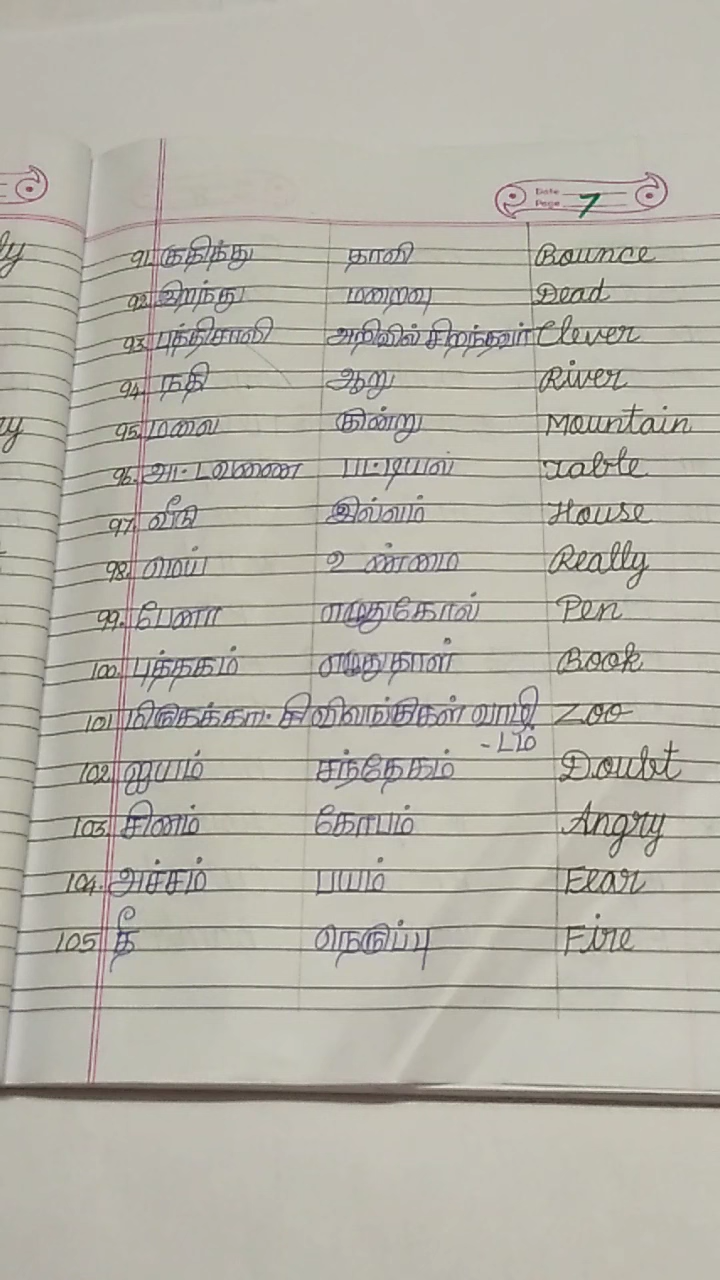 Date
Page 7
91. குதித்து தாவி Bounce
92. இறந்து மறைவு Dead
93. புத்திசாலி அறிவில் சிறந்தவர் Clever
94. நதி ஆறு River
95. மலை குன்று Mountain
96. அட்டவணை பட்டியல் Table
97. வீடு இல்லம் House
98. மெய் உண்மை Really
99. பேனா எழுதுகோல் Pen
100. புத்தகம் எழுதுதாள் Book
101 மிருகக்காட்சி விலங்குகள் வாழி Zoo
-டம்
102. ஐயம் சந்தேகம் Doubt
103. சினம் கோபம் Angry
104. அச்சம் பயம் Fear
105 தீ நெருப்பு Fire